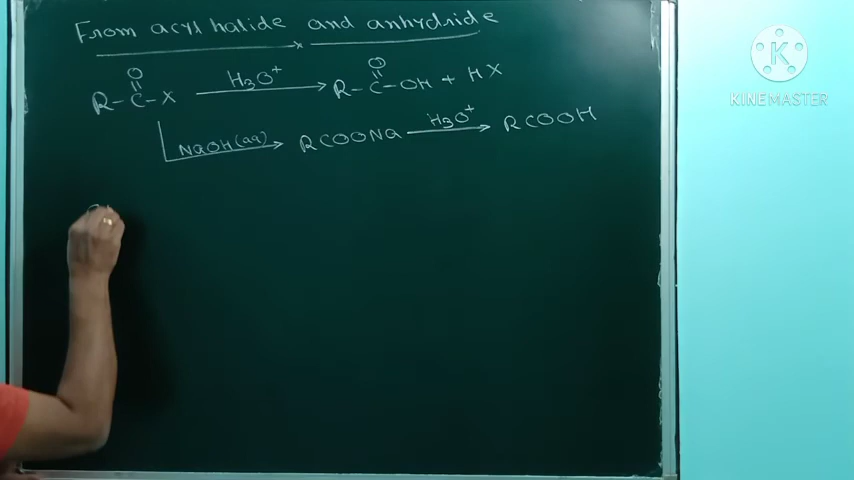 From acyl halide and anhydride
O O
R-C-X H3O+ R-C-OH + HX
NaOH(aq) RCOONa H3O+ RCOOH
K
KINEMASTER